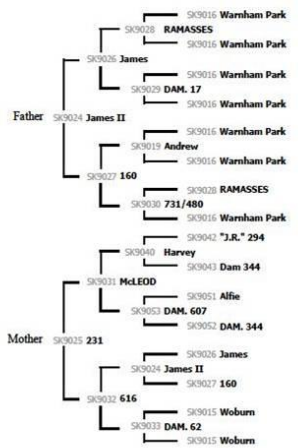 SK9016 Warnham Park
SK9028 RAMASSES
SK9016 Warnham Park
SK9026 James
SK9016 Warnham Park
SK9029 DAM. 17
SK9016 Warnham Park
Father SK9024 James II
SK9016 Warnham Park
SK9019 Andrew
SK9016 Warnham Park
SK9027 160
SK9028 RAMASSES
SK9030 731/480
SK9016 Warnham Park
SK9042 "J.R." 294
SK9040 Harvey
SK9043 Dam 344
SK9031 McLEOD
SK9051 Alfie
SK9053 DAM. 607
SK9052 DAM. 344
Mother SK9025 231
SK9026 James
SK9024 James II
SK9027 160
SK9032 616
SK9015 Woburn
SK9033 DAM. 62
SK9015 Woburn